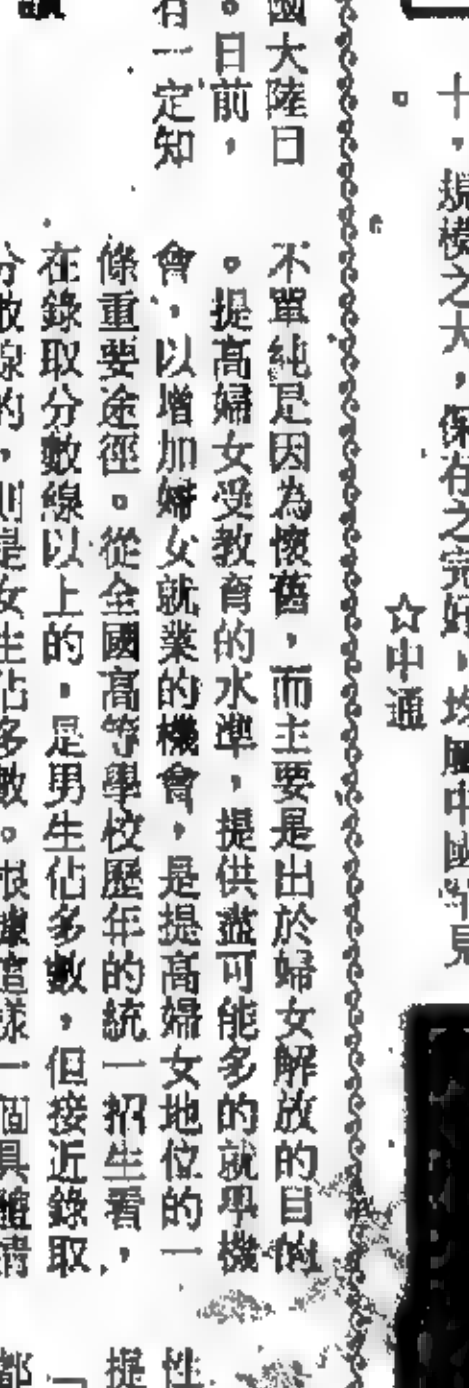 十，規模之大，保存之完好，
。
☆中通
國大陸日
。日前，
有一定知
不單純是因為懷舊，而主要是出於婦女解放的目的
。提高婦女受教育的水準，提供盡可能多的就學機
會，以增加婦女就業的機會，是提高婦女地位的一
條重要途徑。從全國高等學校歷年的統一招生看，
在錄取分數線以上的，是男生佔多數，但接近錄取
分數線的，則是女生佔多數。根據這樣一個具體情
性
提
「
都